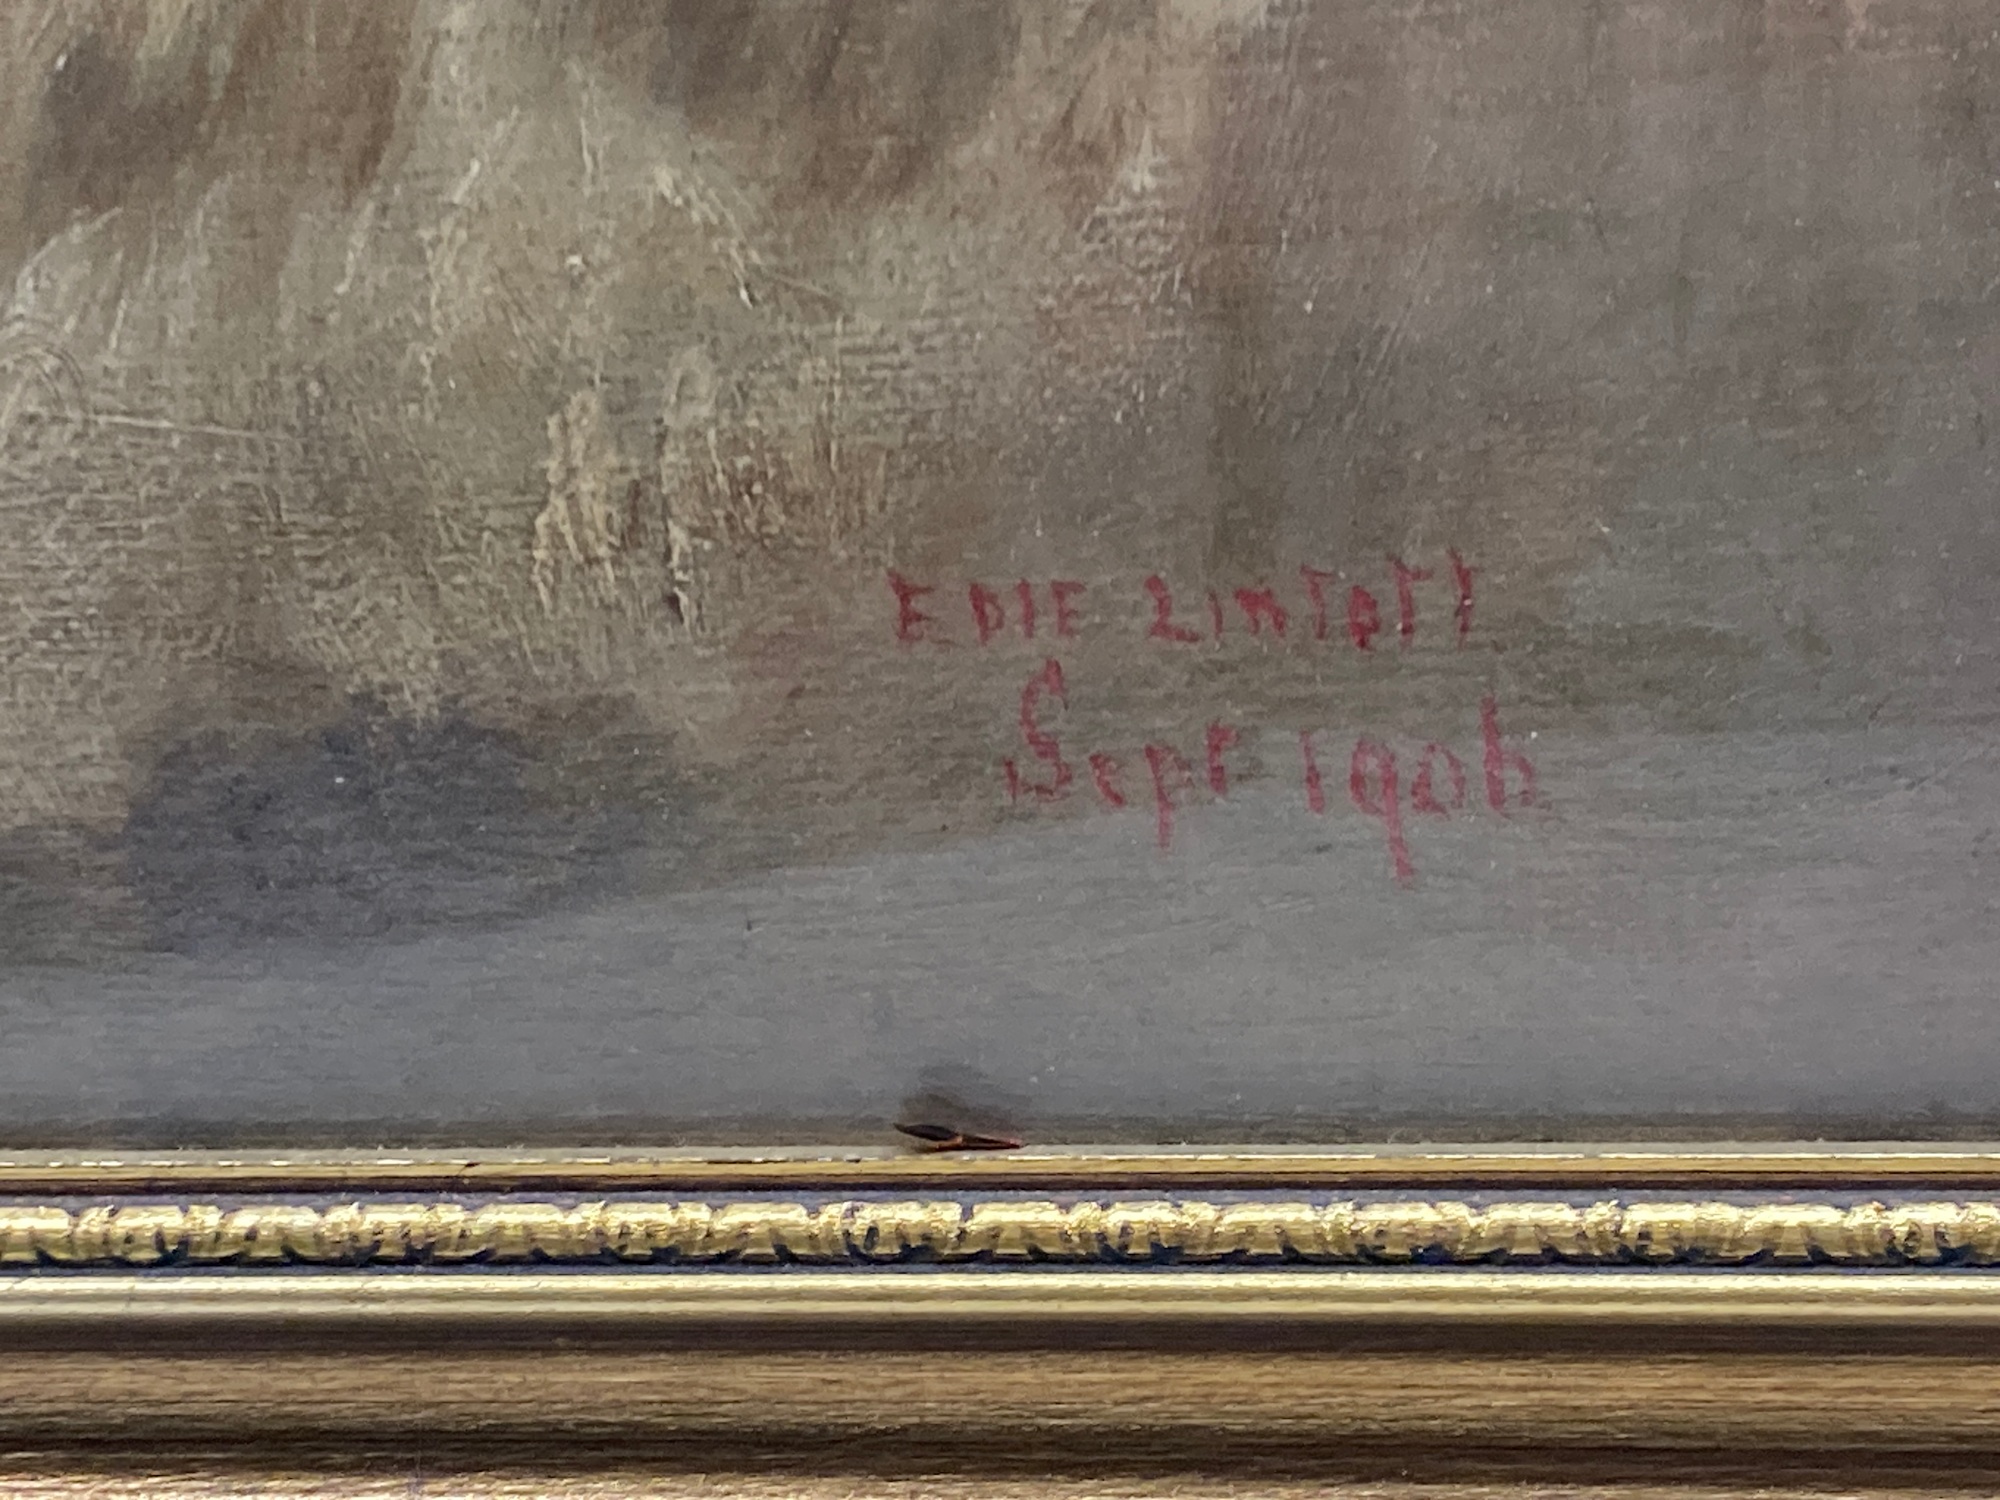 EDIE Lintott
Sept 1906